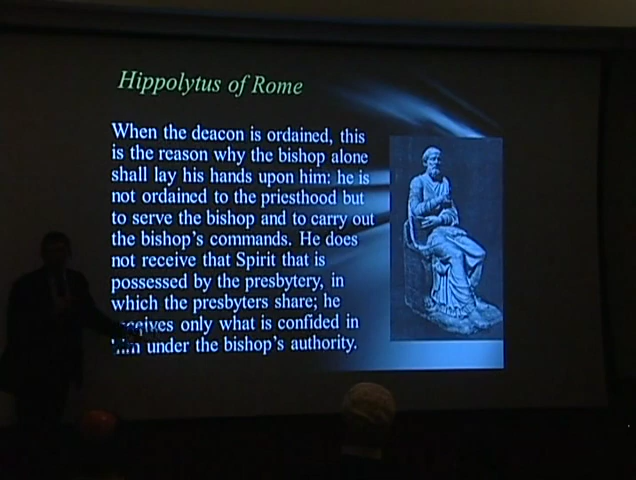 Hippolytus of Rome
When the deacon is ordained, this
is the reason why the bishop alone
shall lay his hands upon him: he is
not ordained to the priesthood but
to serve the bishop and to carry out
the bishop's commands. He does
not receive that Spirit that is
possessed by the presbytery, in
which the presbyters share; he
receives only what is confided in
him under the bishop's authority.